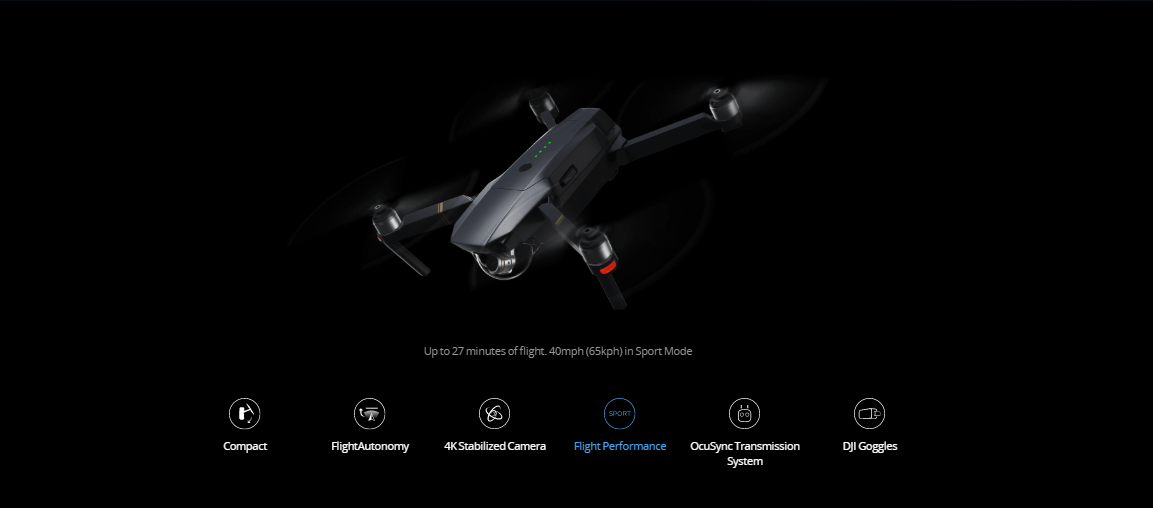 Up to 27 minutes of flight. 40mph (65kph) in Sport Mode
SPORT
Compact
FlightAutonomy
4K Stabilized Camera
Flight Performance
OcuSync Transmission
System
DJI Goggles